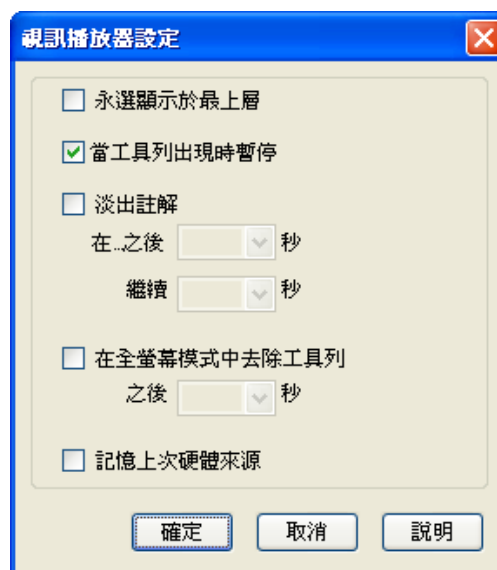 視訊播放器設定
永選顯示於最上層
當工具列出現時暫停
淡出註解
在...之後 秒
繼續 秒
在全螢幕模式中去除工具列
之後 秒
記憶上次硬體來源
確定 取消 說明